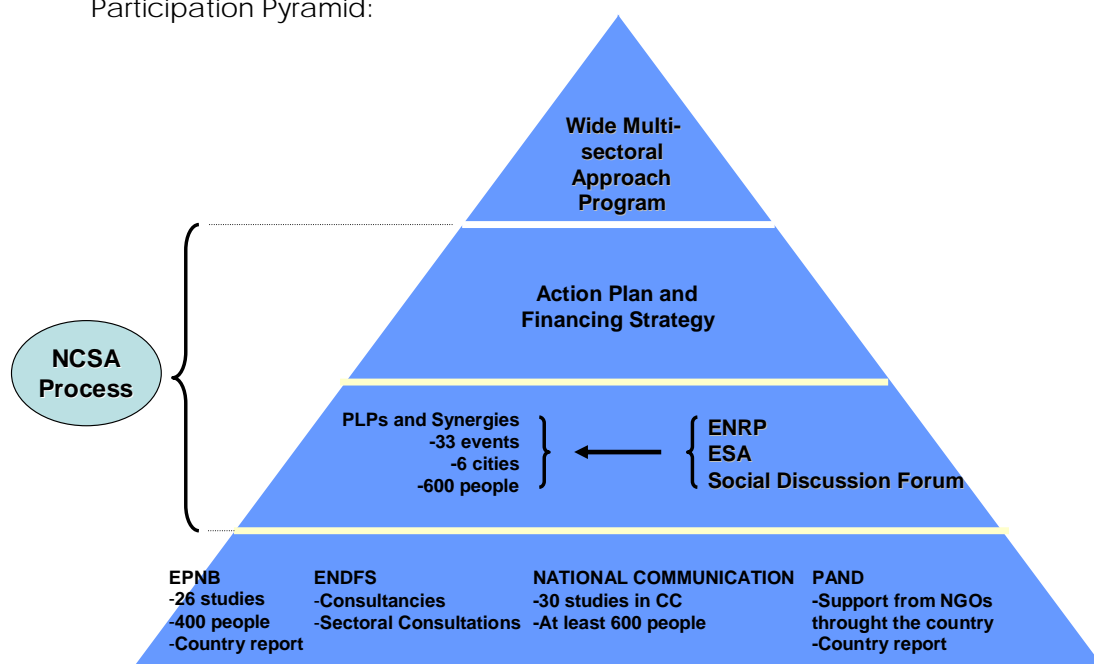 Participation Pyramid:
Wide Multi-
sectoral
Approach
Program
Action Plan and
Financing Strategy
NCSA
Process
PLPs and Synergies
-33 events
-6 cities
-600 people
ENRP
ESA
Social Discussion Forum
EPNB
-26 studies
-400 people
-Country report
ENDFS
-Consultancies
-Sectoral Consultations
NATIONAL COMMUNICATION
-30 studies in CC
-At least 600 people
PAND
-Support from NGOs
throught the country
-Country report